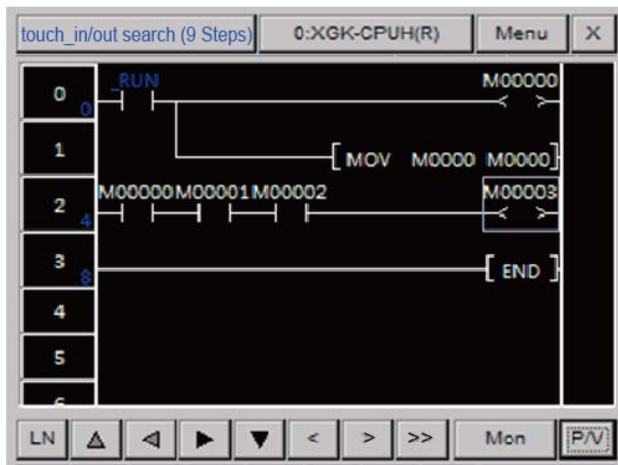 touch_in/out search (9 Steps) 0:XGK-CPUH(R) Menu X
0 0 _RUN M00000
1 MOV M0000 M0000
2 4 M00000 M00001 M00002 M00003
3 8 END
4
5
6
LN < > >> Mon P/V